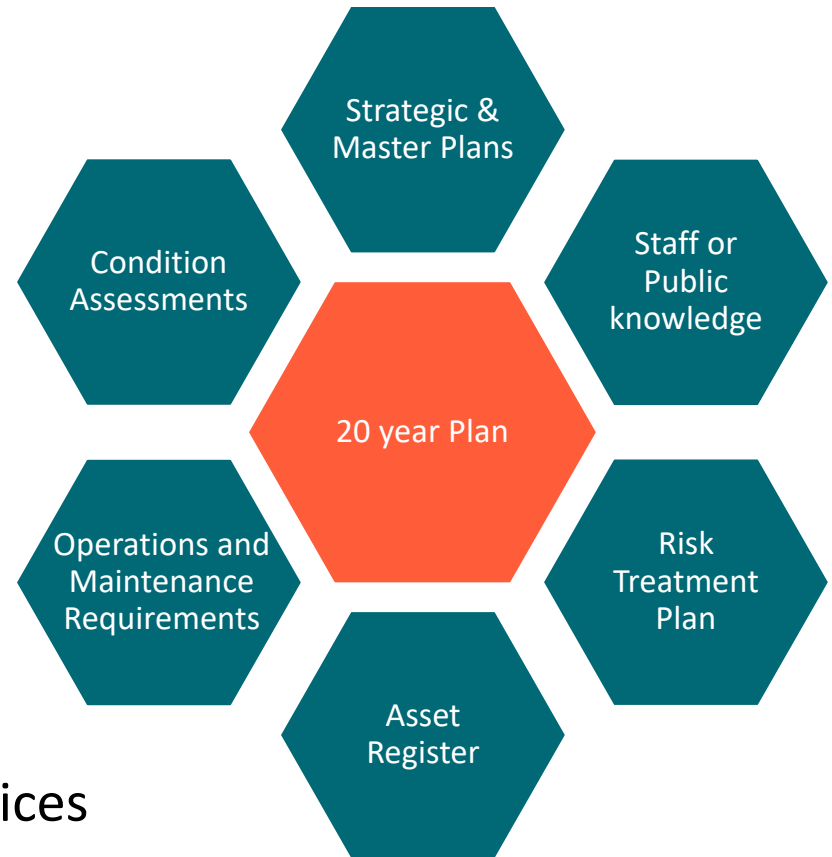 Strategic &
Master Plans
Condition
Assessments
Staff or
Public
knowledge
20 year Plan
Operations and
Maintenance
Requirements
Risk
Treatment
Plan
Asset
Register
ices